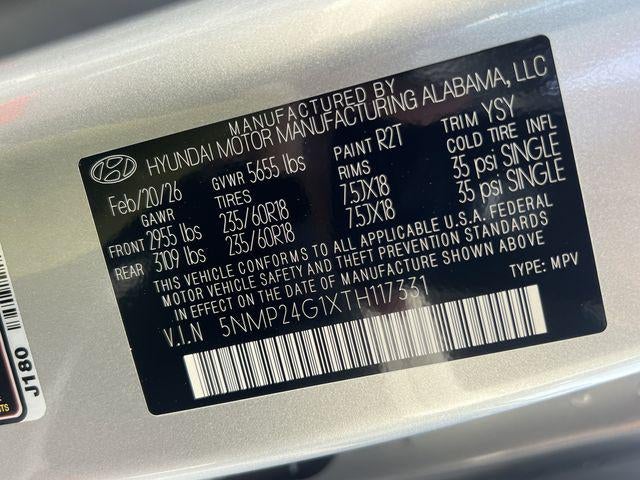 MANUFACTURED BY
HYUNDAI MOTOR MANUFACTURING ALABAMA, LLC
Feb/20/26 GVWR 5655 lbs PAINT R2T TRIM YSY
GAWR TIRES RIMS COLD TIRE INFL
FRONT 2955 lbs 235/60R18 7.5JX18 35 psi SINGLE
REAR 3109 lbs 235/60R18 7.5JX18 35 psi SINGLE
THIS VEHICLE CONFORMS TO ALL APPLICABLE U.S.A. FEDERAL
MOTOR VEHICLE SAFETY AND THEFT PREVENTION STANDARDS
IN EFFECT ON THE DATE OF MANUFACTURE SHOWN ABOVE
V.I.N 5NMP24G1XTH117331 TYPE: MPV
J180